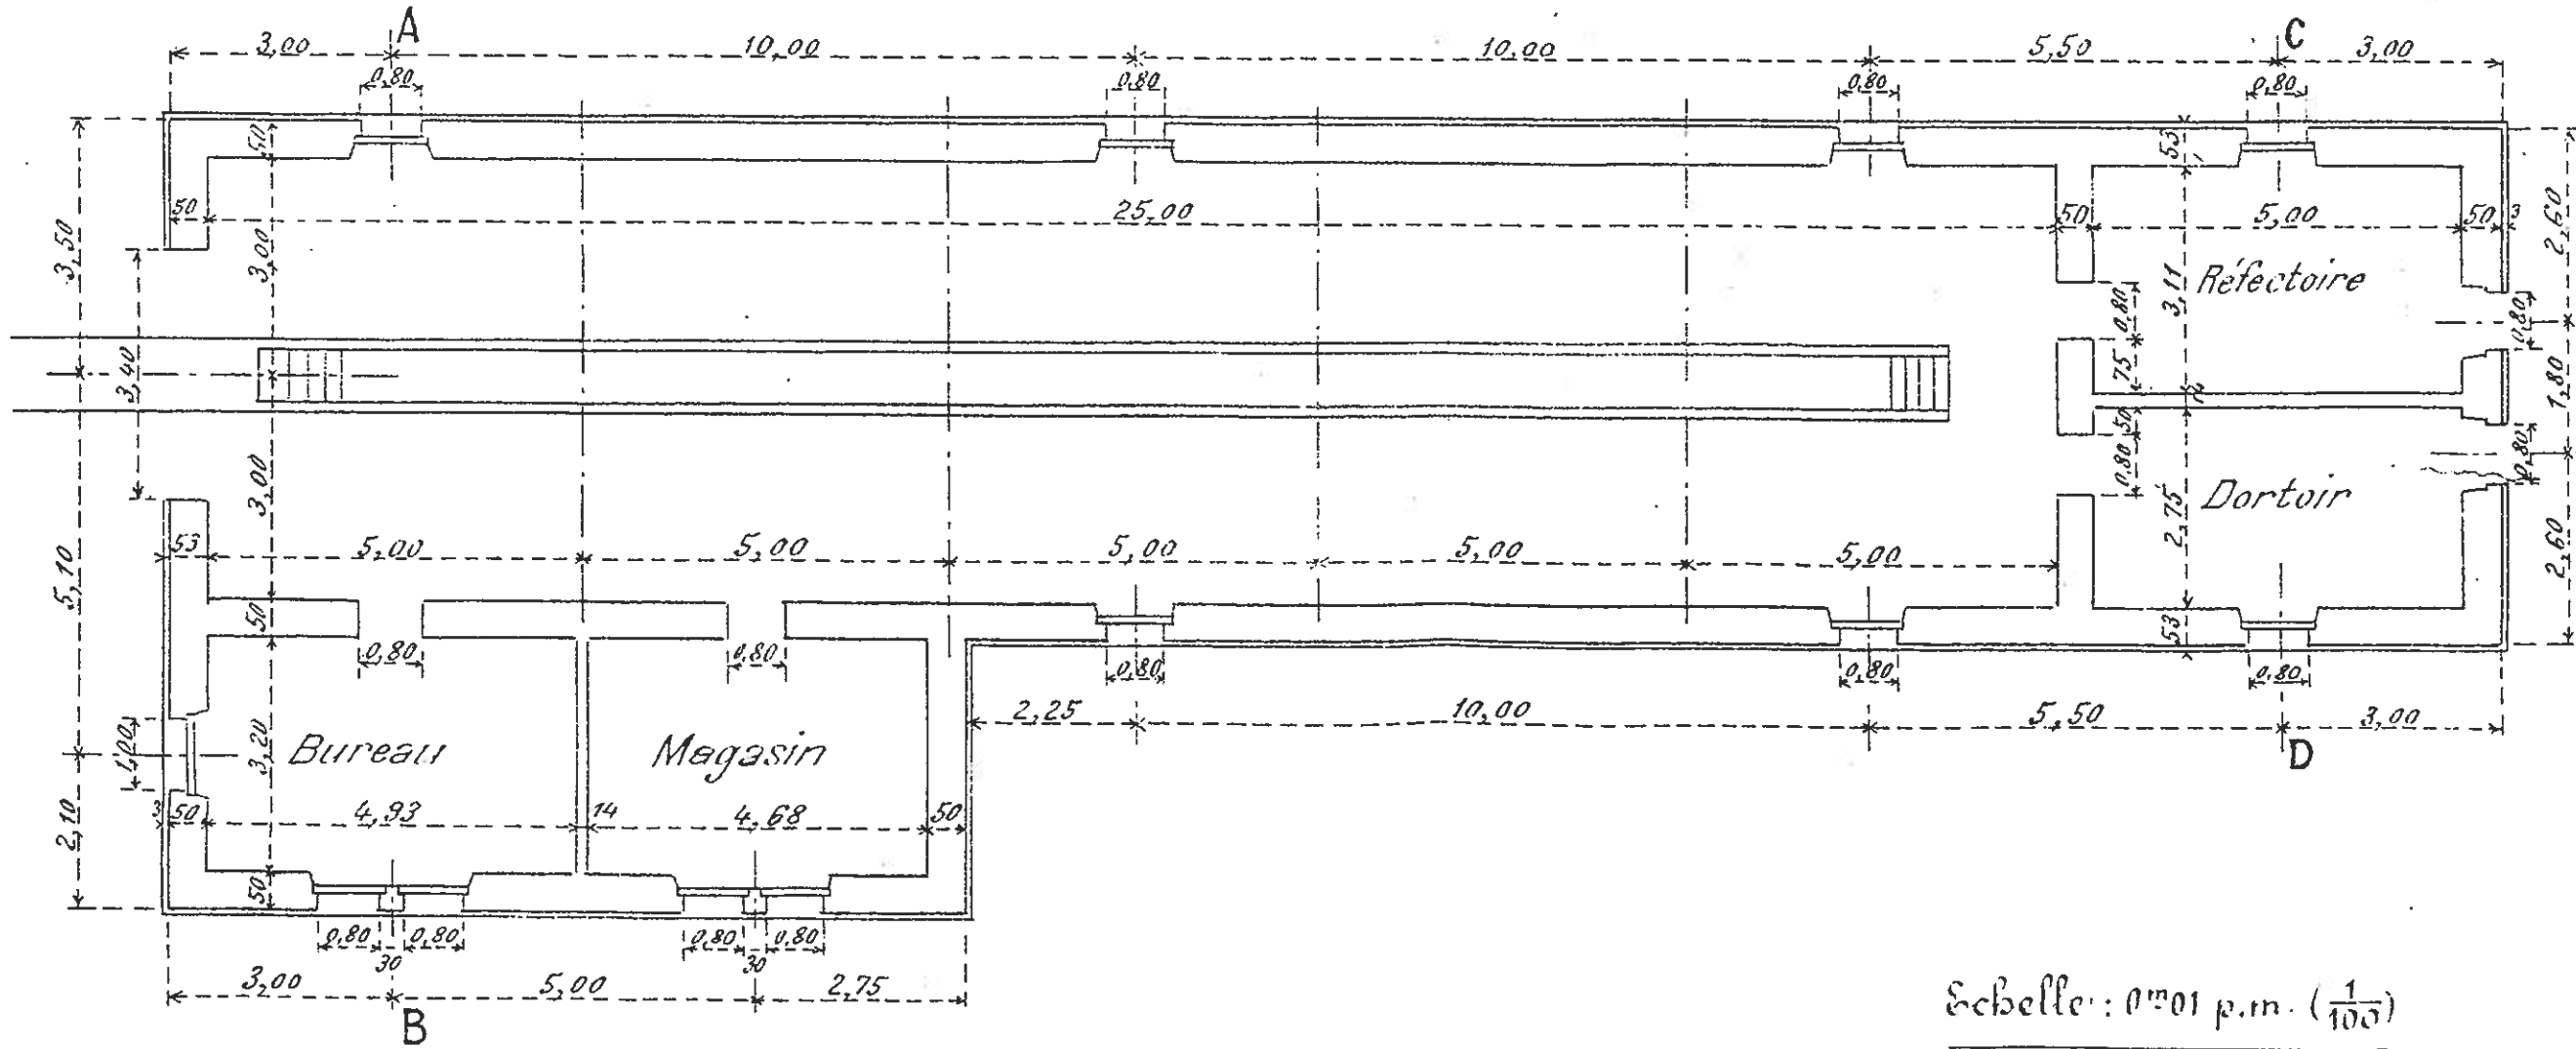 A
C
3,00 10,00 10,00 5,50 3,00
0,80 0,80 0,80 0,80
50 53
50 25,00 50 5,00 50 3
3,50 3,00 3,11 2,60
Réfectoire
0,80 0,80
3,40 75 14 1,80
50
0,80 0,80
3,00 Dortoir
2,75
53 5,00 5,00 5,00 5,00 5,00
5,10 2,60
50 53
0,80 0,80 0,80 0,80 0,80
2,25 10,00 5,50 3,00
1,00 3,20
Bureau Magasin
D
3 50 4,93 14 4,68 50
2,10
50
0,80 0,80 0,80 0,80
30 30
3,00 5,00 2,75
B
Echelle : 0m01 p.m. (1/100)